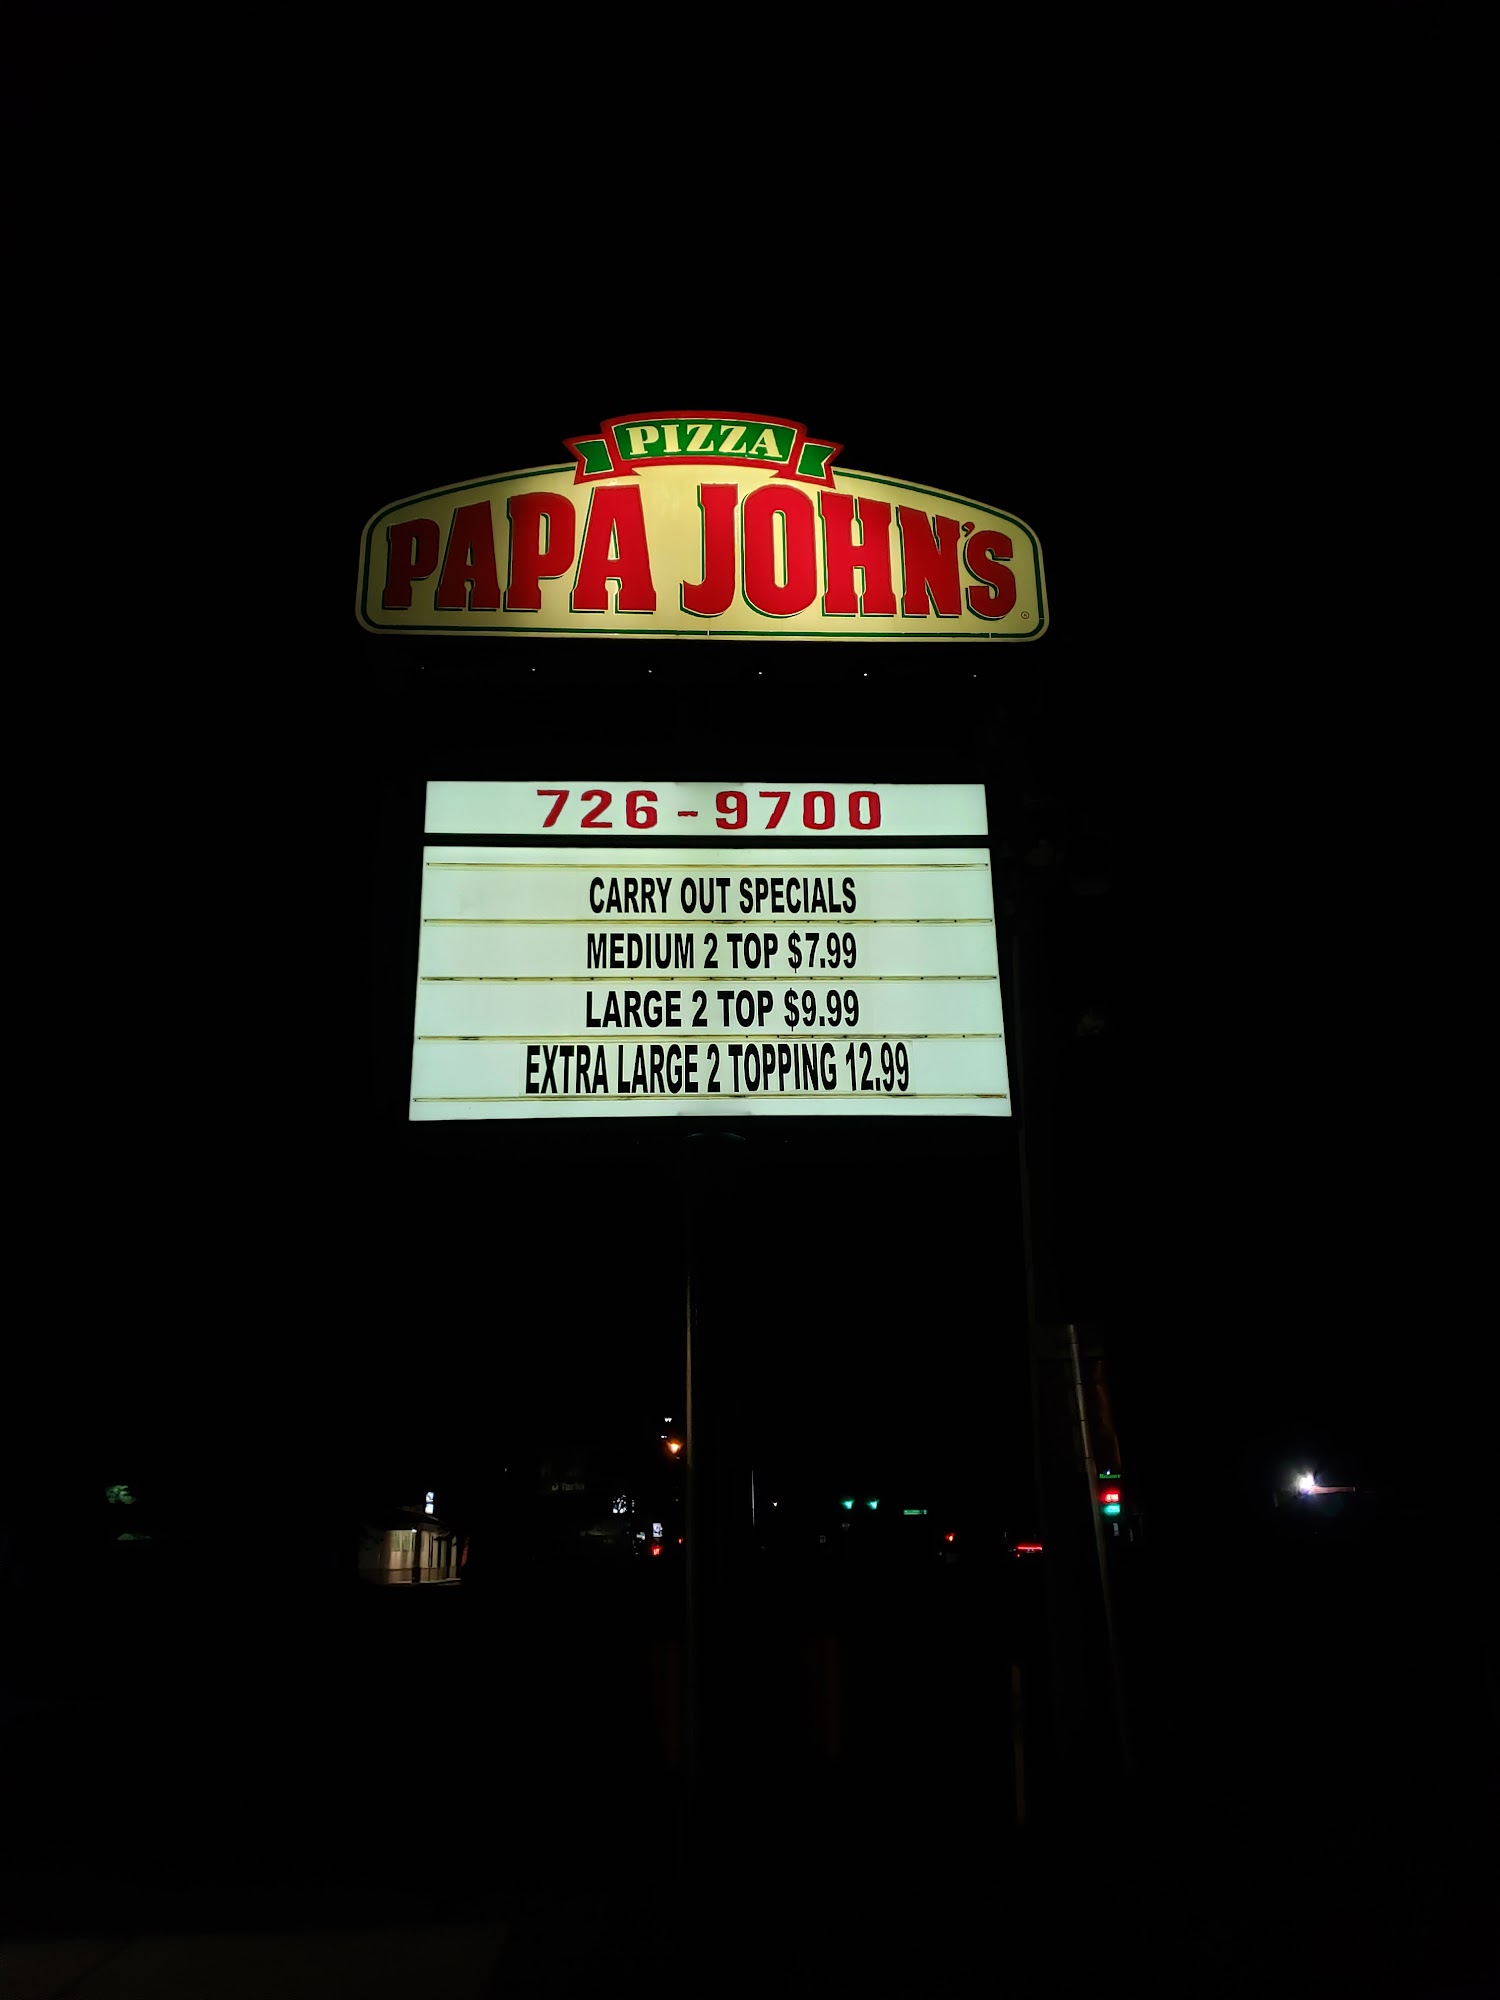 PIZZA
PAPA JOHN'S
726-9700
CARRY OUT SPECIALS
MEDIUM 2 TOP $7.99
LARGE 2 TOP $9.99
EXTRA LARGE 2 TOPPING 12.99